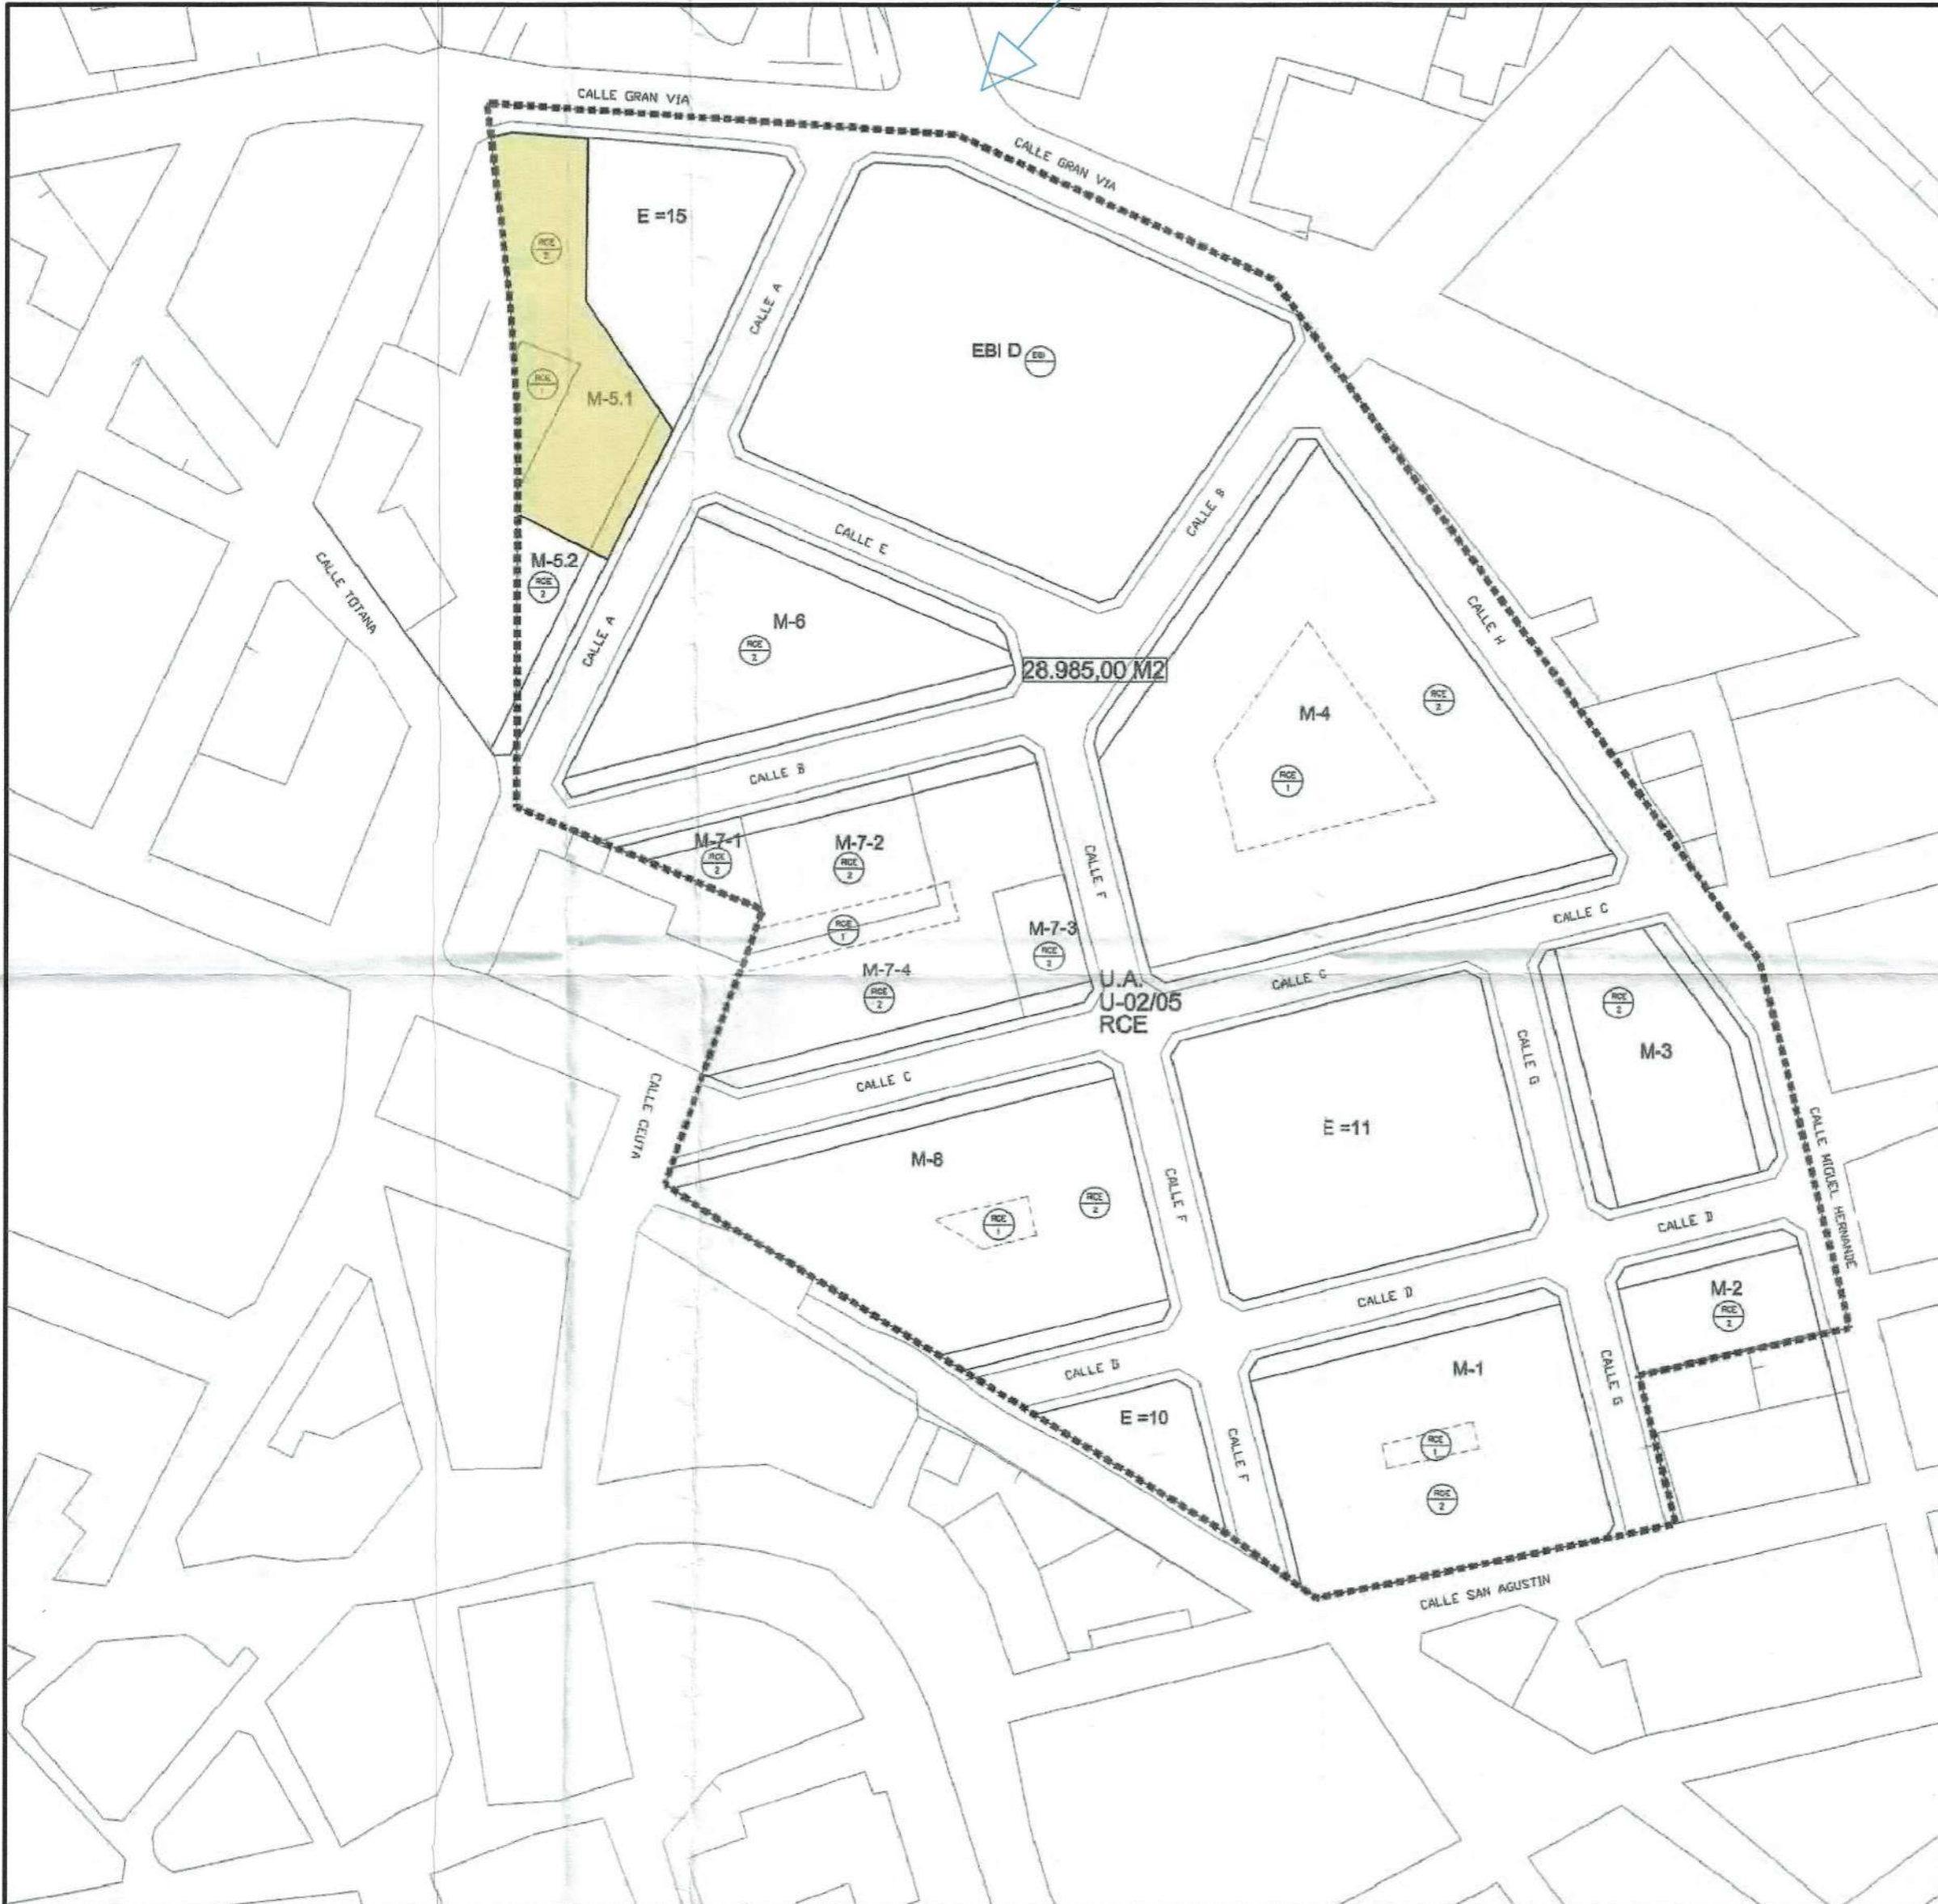 CALLE GRAN VIA
CALLE GRAN VIA
E =15
RCE
2
CALLE A
EBI D
EBI
RCE
1
M-5.1
CALLE B
CALLE E
M-5.2
RCE
2
CALLE TOTANA
CALLE H
M-6
RCE
2
CALLE A
28.985,00 M2
RCE
2
M-4
RCE
1
CALLE B
M-7-1
RCE
2
M-7-2
RCE
2
CALLE F
CALLE C
RCE
1
M-7-3
RCE
2
M-7-4
RCE
2
U.A.
U-02/05
RCE
CALLE C
RCE
2
M-3
CALLE G
CALLE C
CALLE CEUTA
E =11
CALLE MIGUEL HERNANDE
M-8
RCE
2
RCE
1
CALLE F
CALLE D
M-2
RCE
2
CALLE D
CALLE G
M-1
E =10
CALLE F
RCE
1
RCE
2
CALLE SAN AGUSTIN